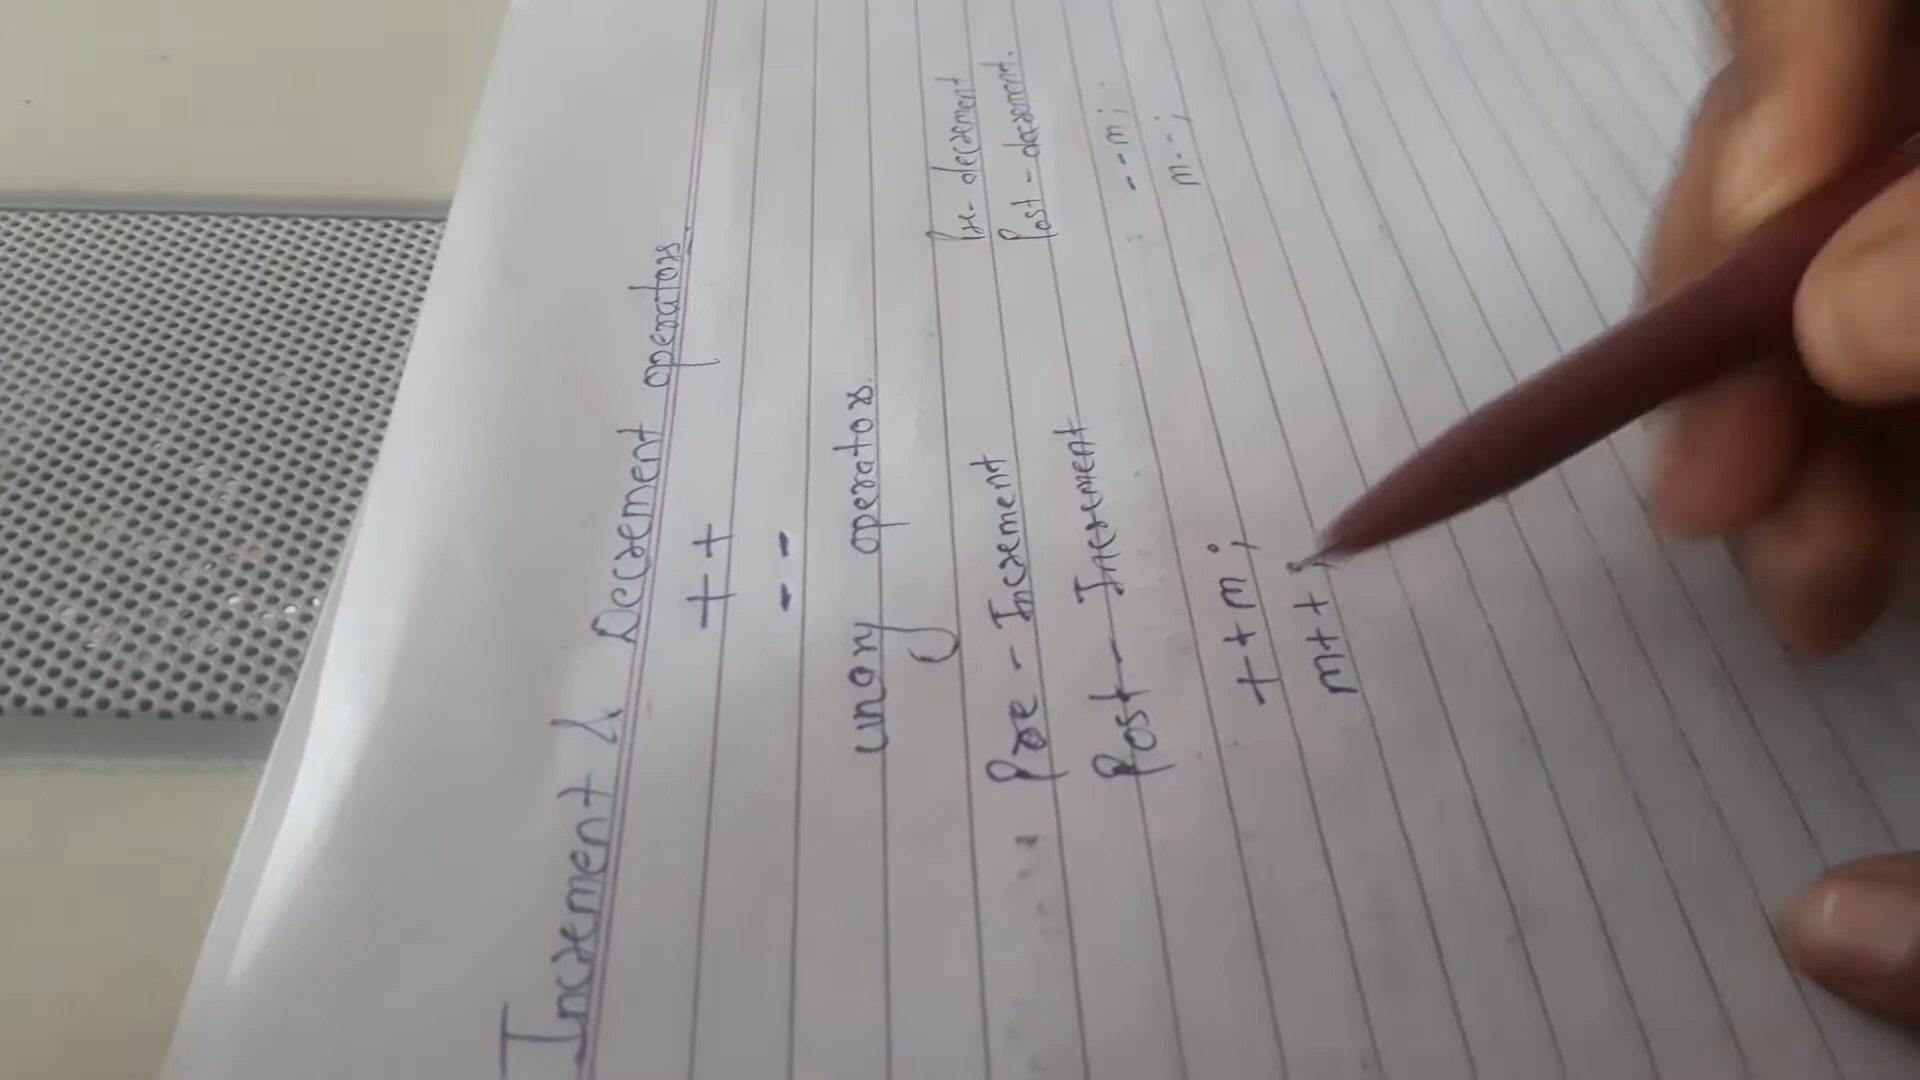 Increment & Decrement operators
++
--
unary operator.
Pre - Increment Pre - decrement
Post - Increment Post - decrement.
++m; --m;
m++; m--;